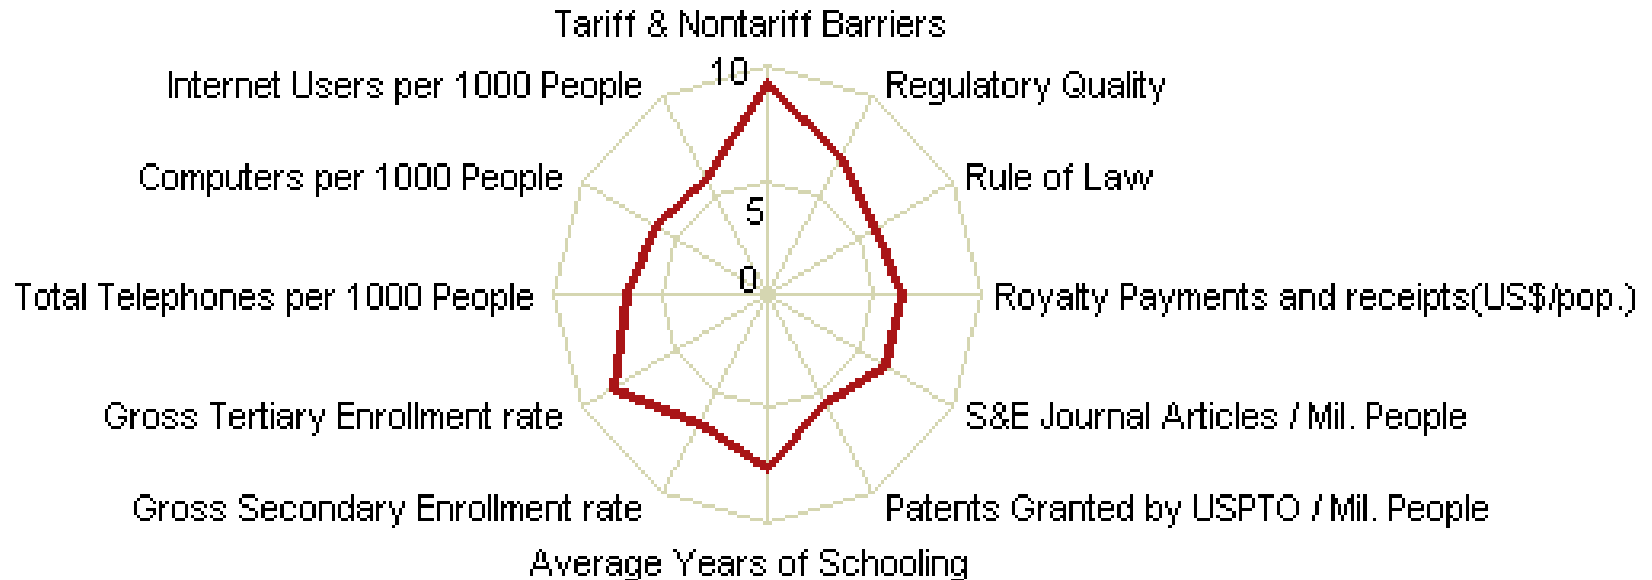 Tariff & Nontariff Barriers
10
Internet Users per 1000 People
Regulatory Quality
Computers per 1000 People
Rule of Law
5
0
Total Telephones per 1000 People
Royalty Payments and receipts(US$/pop.)
Gross Tertiary Enrollment rate
S&E Journal Articles / Mil. People
Gross Secondary Enrollment rate
Patents Granted by USPTO / Mil. People
Average Years of Schooling